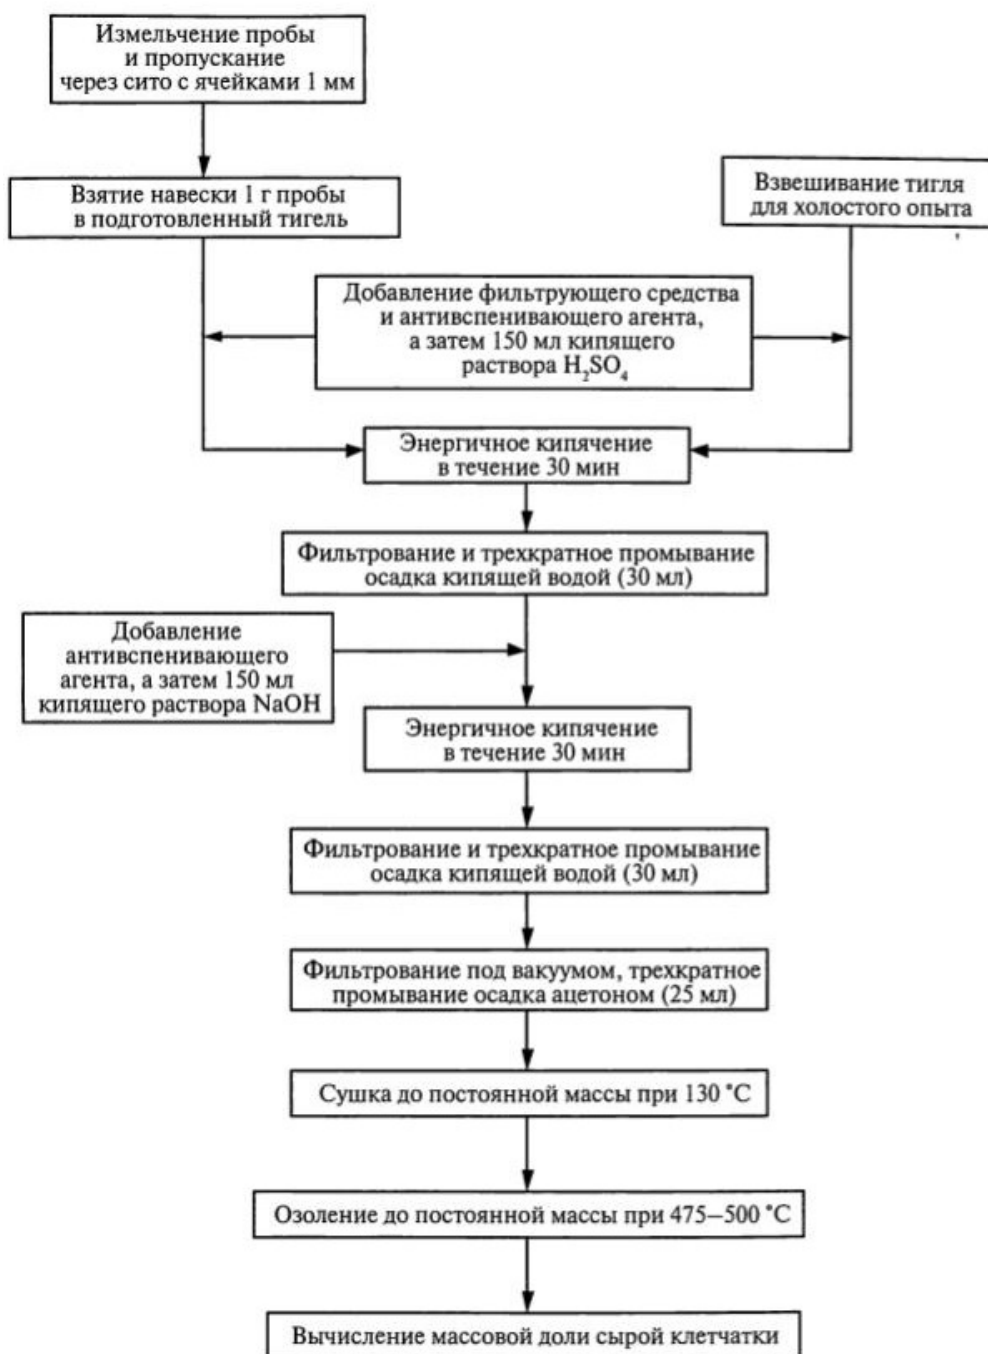 Измельчение пробы
и пропускание
через сито с ячейками 1 мм
Взятие навески 1 г пробы
в подготовленный тигель
Взвешивание тигля
для холостого опыта
Добавление фильтрующего средства
и антивспенивающего агента,
а затем 150 мл кипящего
раствора H₂SO₄
Энергичное кипячение
в течение 30 мин
Фильтрование и трехкратное промывание
осадка кипящей водой (30 мл)
Добавление
антивспенивающего
агента, а затем 150 мл
кипящего раствора NaOH
Энергичное кипячение
в течение 30 мин
Фильтрование и трехкратное промывание
осадка кипящей водой (30 мл)
Фильтрование под вакуумом, трехкратное
промывание осадка ацетоном (25 мл)
Сушка до постоянной массы при 130 °C
Озоление до постоянной массы при 475–500 °C
Вычисление массовой доли сырой клетчатки